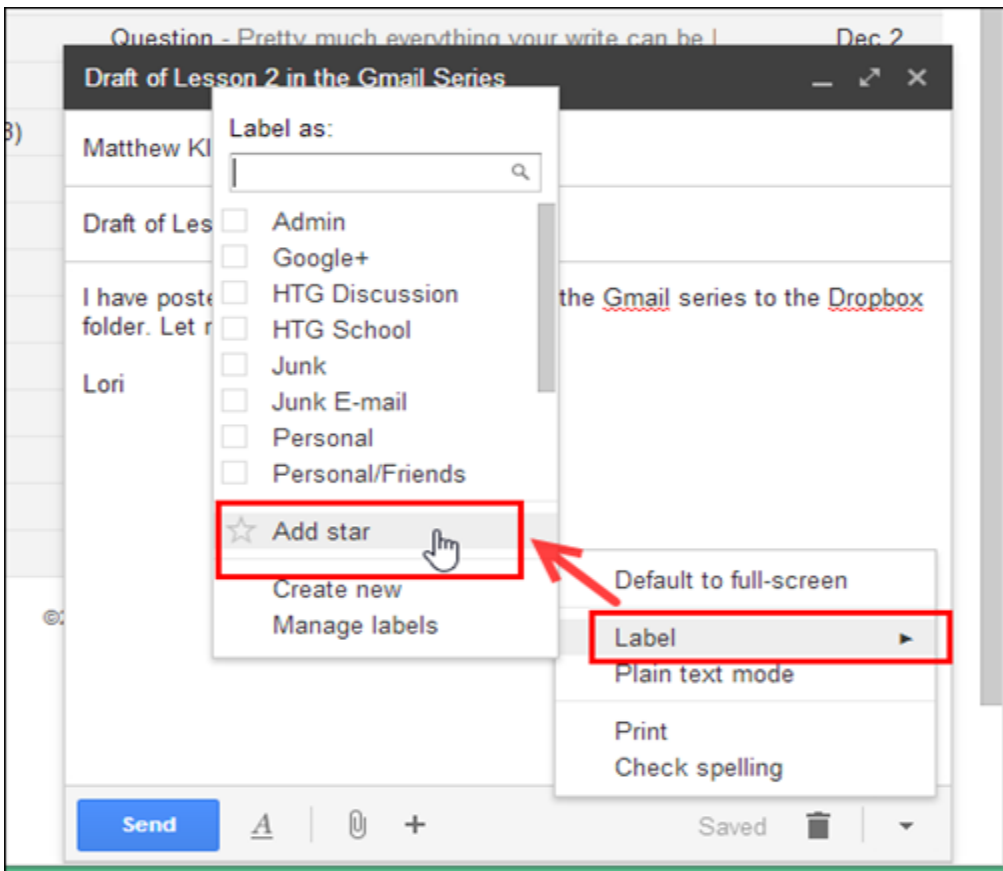 Question - Pretty much everything your write can be
Dec 2
Draft of Lesson 2 in the Gmail Series
3)
Label as:
Matthew Kl
Draft of Les
Admin
Google+
HTG Discussion
HTG School
Junk
Junk E-mail
Personal
Personal/Friends
I have poste the Gmail series to the Dropbox
folder. Let
Lori
Add star
Create new
Manage labels
Default to full-screen
Label
Plain text mode
Print
Check spelling
©
Send
A
Saved